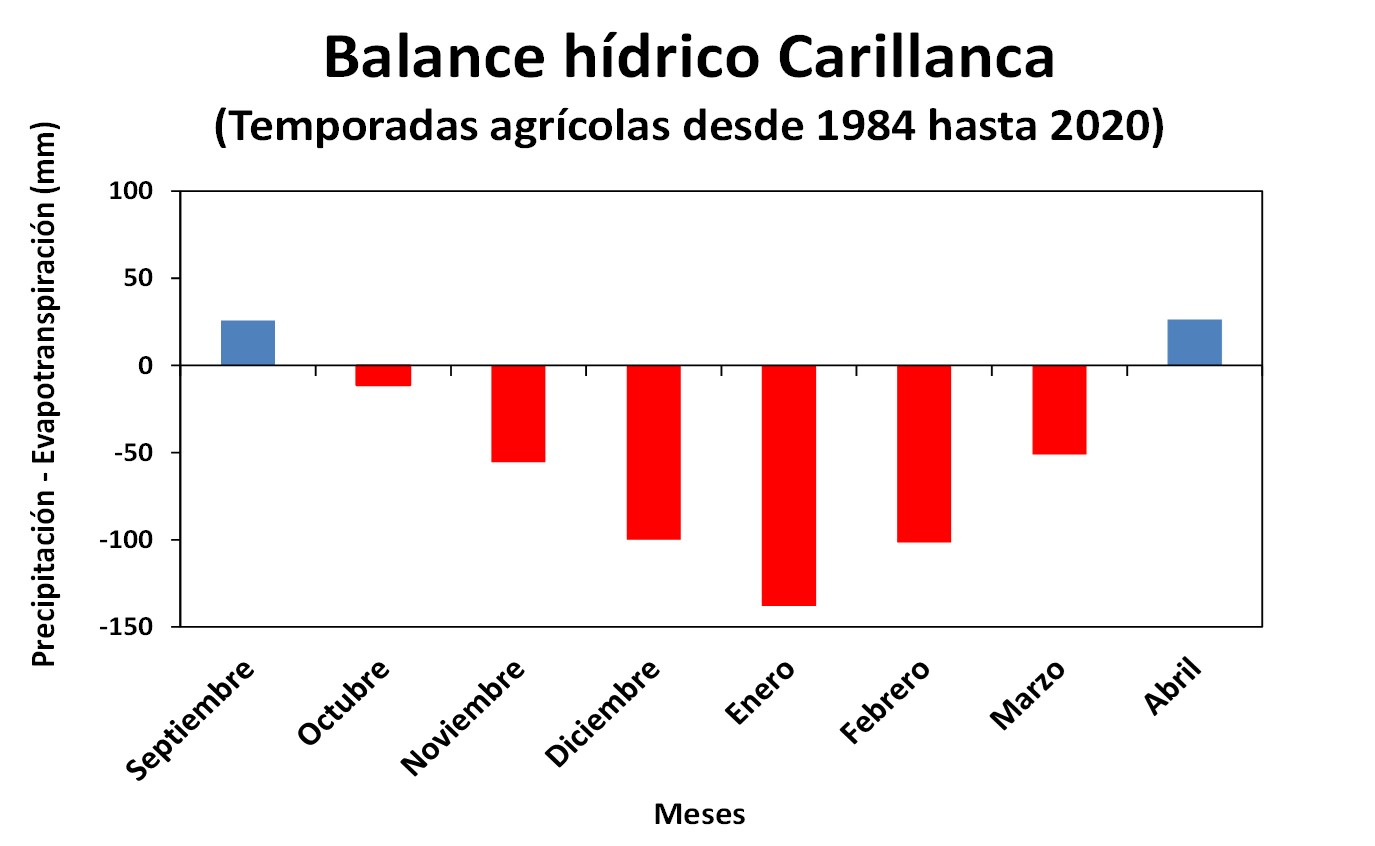 Balance hídrico Carillanca
(Temporadas agrícolas desde 1984 hasta 2020)
Precipitación - Evapotranspiración (mm)
100
50
0
-50
-100
-150
Septiembre
Octubre
Noviembre
Diciembre
Enero
Febrero
Marzo
Abril
Meses